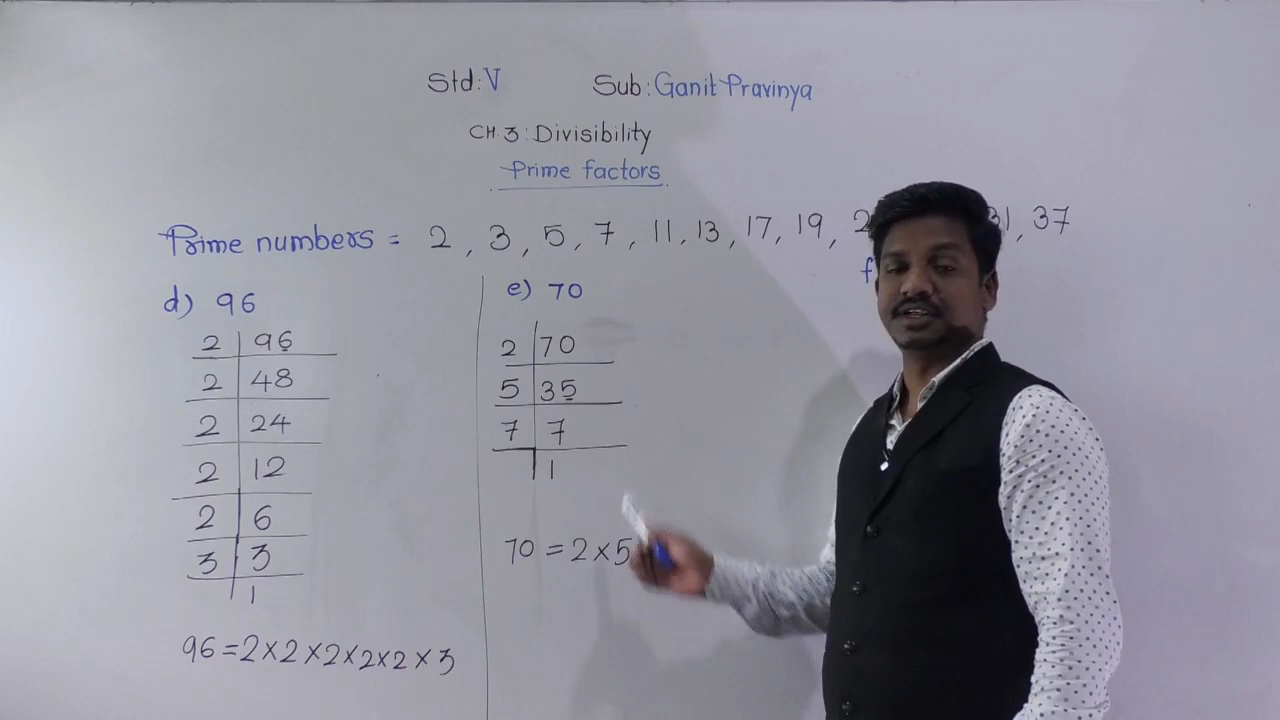 Std: V Sub: Ganit Pravinya
CH. 3: Divisibility
Prime factors
Prime numbers = 2, 3, 5, 7, 11, 13, 17, 19, 37
d) 96
2 | 96
2 | 48
2 | 24
2 | 12
2 | 6
3 | 3
1
96 = 2×2×2×2×2×3
e) 70
2 | 70
5 | 35
7 | 7
1
70 = 2×5